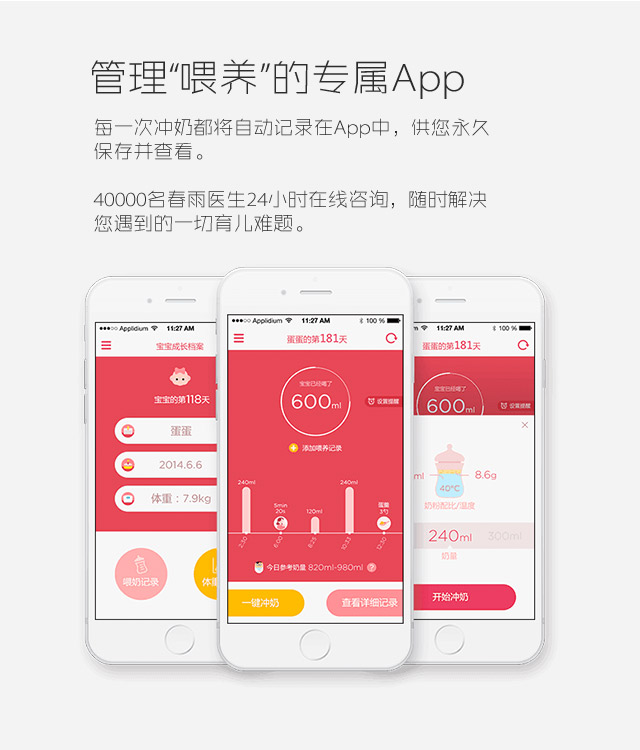 管理“喂养”的专属App
每一次冲奶都将自动记录在App中，供您永久
保存并查看。
40000名春雨医生24小时在线咨询，随时解决
您遇到的一切育儿难题。
Applidium
11:27 AM
宝宝成长档案
宝宝的第118天
蛋蛋
2014.6.6
体重：7.9kg
喂奶记录
体重
Applidium
11:27 AM
100 %
蛋蛋的第181天
宝宝已经喝了
600ml
设置提醒
添加喂养记录
240ml
5min
20s
120ml
240ml
蛋羹
3勺
2:30
6:00
8:25
10:33
12:30
今日参考奶量 820ml-980ml ?
一键冲奶
查看详细记录
m
11:27 AM
100 %
蛋蛋的第181天
宝宝已经喝了
600ml
设置提醒
ml
8.6g
40°C
奶粉配比/温度
240ml
300ml
奶量
开始冲奶